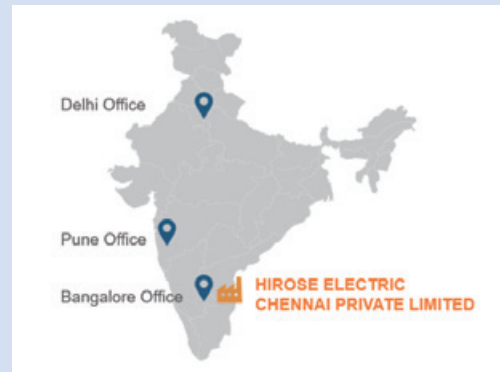 Delhi Office
Pune Office
Bangalore Office
HIROSE ELECTRIC
CHENNAI PRIVATE LIMITED